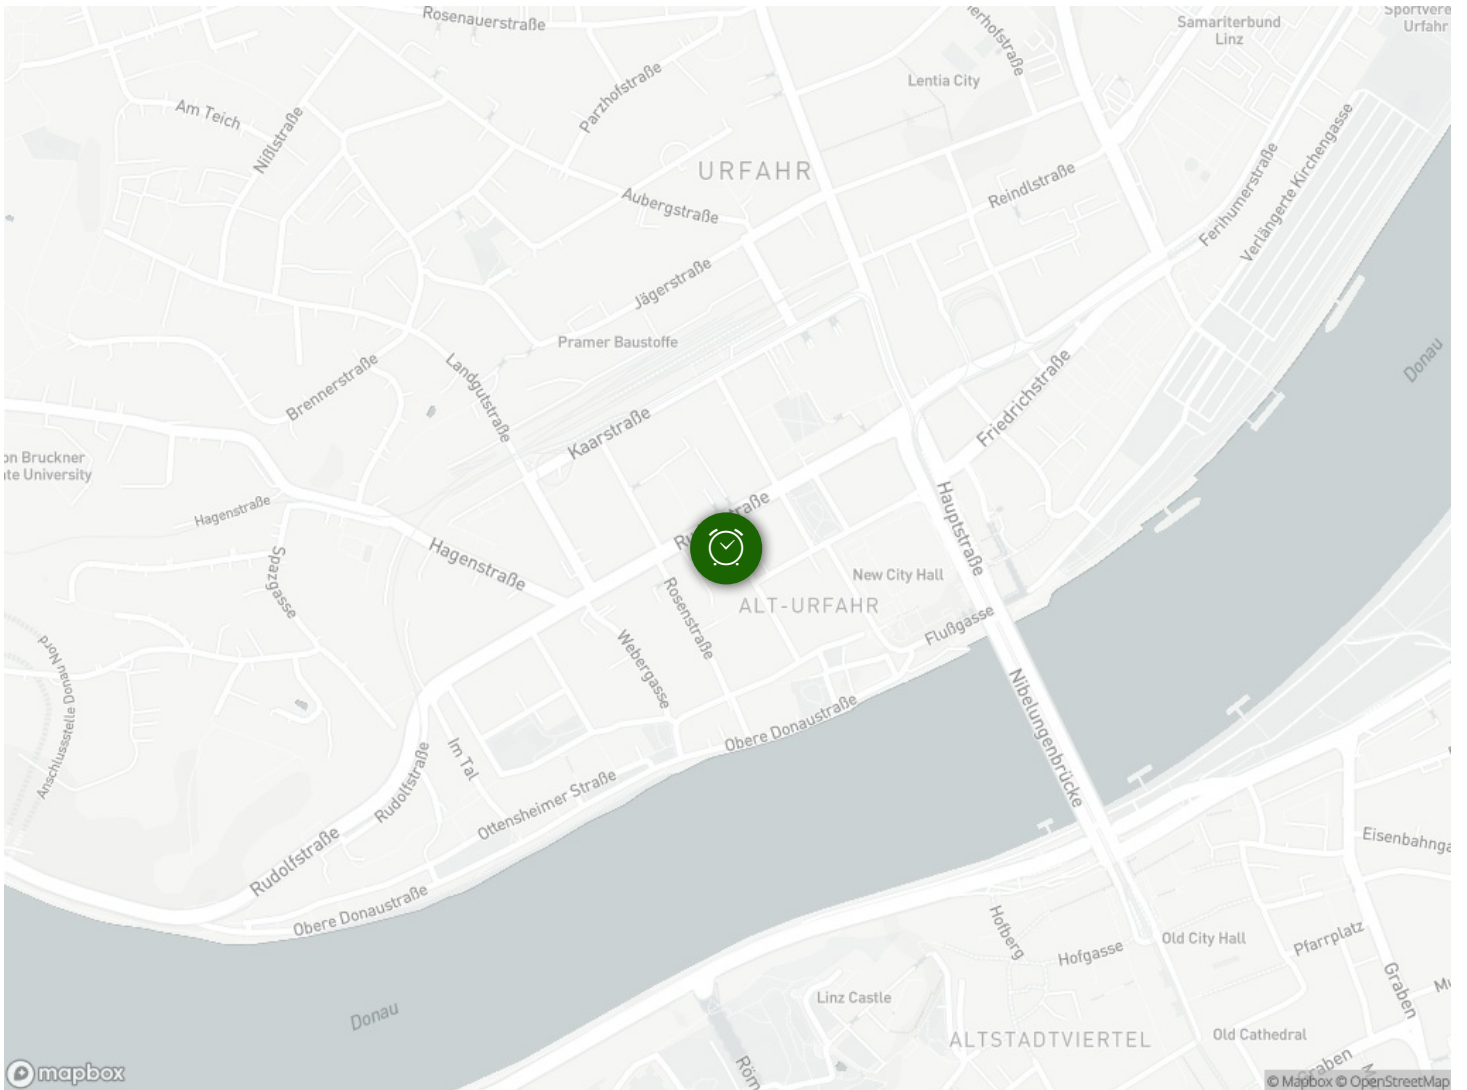 Rosenauerstraße
Samariterbund
Linz
Urfahr
Lentia City
Am Teich
Nißlstraße
Parzhofstraße
URFAHR
Aubergstraße
Reindlstraße
Ferihumerstraße
Verlängerte Kirchengasse
Jägerstraße
Pramer Baustoffe
Landgutstraße
Brennerstraße
Kaarstraße
Friedrichstraße
Donau
Bruckner
University
Hagenstraße
Hauptstraße
Hagenstraße
Spazgasse
New City Hall
ALT-URFAHR
Rosenstraße
Flußgasse
Webergasse
Anschlussstelle Donau Nord
Nibelungenbrücke
Obere Donaustraße
Im Tal
Rudolfstraße
Ottensheimer Straße
Rudolfstraße
Obere Donaustraße
Hofberg
Hofgasse
Old City Hall
Pfarrplatz
Graben
Linz Castle
Donau
ALTSTADTVIERTEL
Old Cathedral
Graben
mapbox
© Mapbox © OpenStreetMap